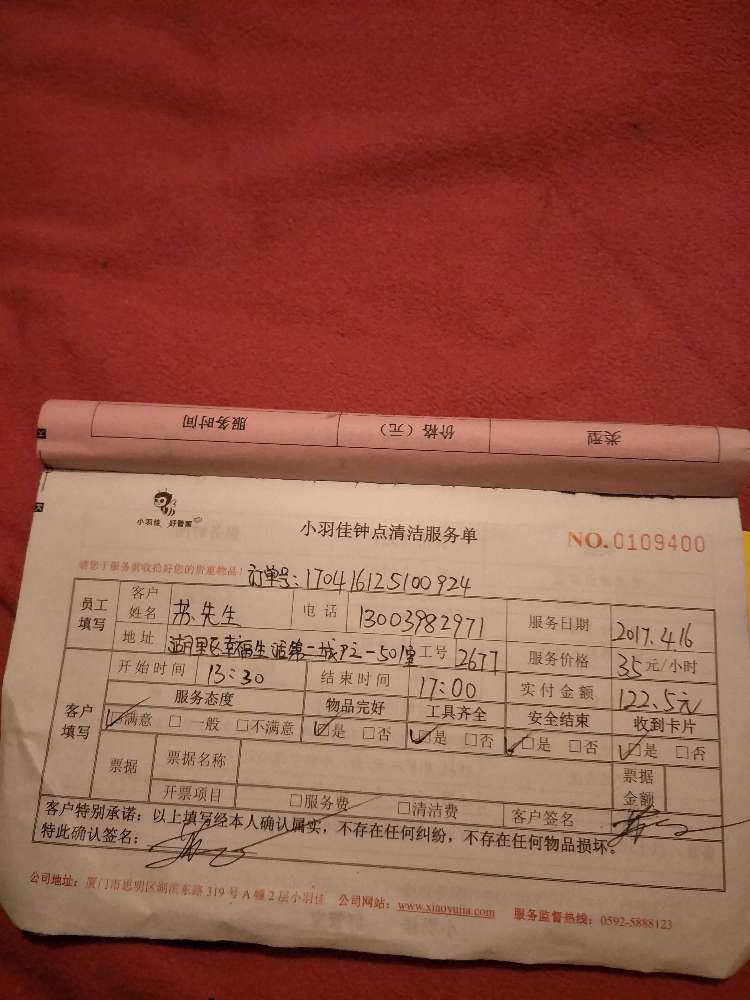 类型 价格（元） 服务时间
小羽佳 好管家
小羽佳钟点清洁服务单
NO.0109400
请您于服务前收拾好您的贵重物品！ 订单号：170416125100924
员工填写 客户姓名 苏先生 电话 13003982971 服务日期 2017.4.16
地址 湖里区幸福生活第二城P之一501室 工号 2677 服务价格 35元/小时
客户填写 开始时间 13:30 结束时间 17:00 实付金额 122.5元
服务态度 物品完好 工具齐全 安全结束 收到卡片
☑满意 □一般 □不满意 ☑是 □否 ☑是 □否 ☑是 □否 ☑是 □否
票据 票据名称 票据金额
开票项目 □服务费 □清洁费 客户签名
客户特别承诺：以上填写经本人确认属实，不存在任何纠纷，不存在任何物品损坏。
特此确认签名：
公司地址：厦门市思明区湖滨东路319号A幢2层小羽佳 公司网站：www.xiaoyujia.com 服务监督热线：0592-5888123